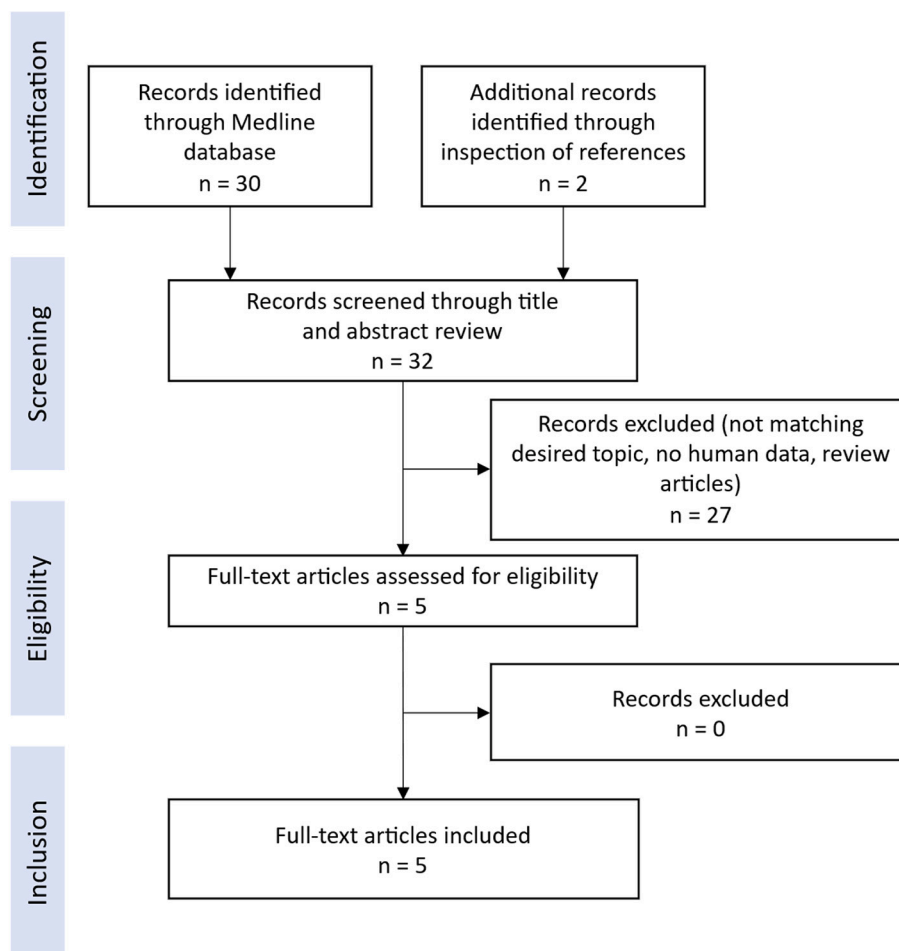 Identification
Records identified
through Medline
database
n = 30
Additional records
identified through
inspection of references
n = 2
Screening
Records screened through title
and abstract review
n = 32
Records excluded (not matching
desired topic, no human data, review
articles)
n = 27
Eligibility
Full-text articles assessed for eligibility
n = 5
Records excluded
n = 0
Inclusion
Full-text articles included
n = 5